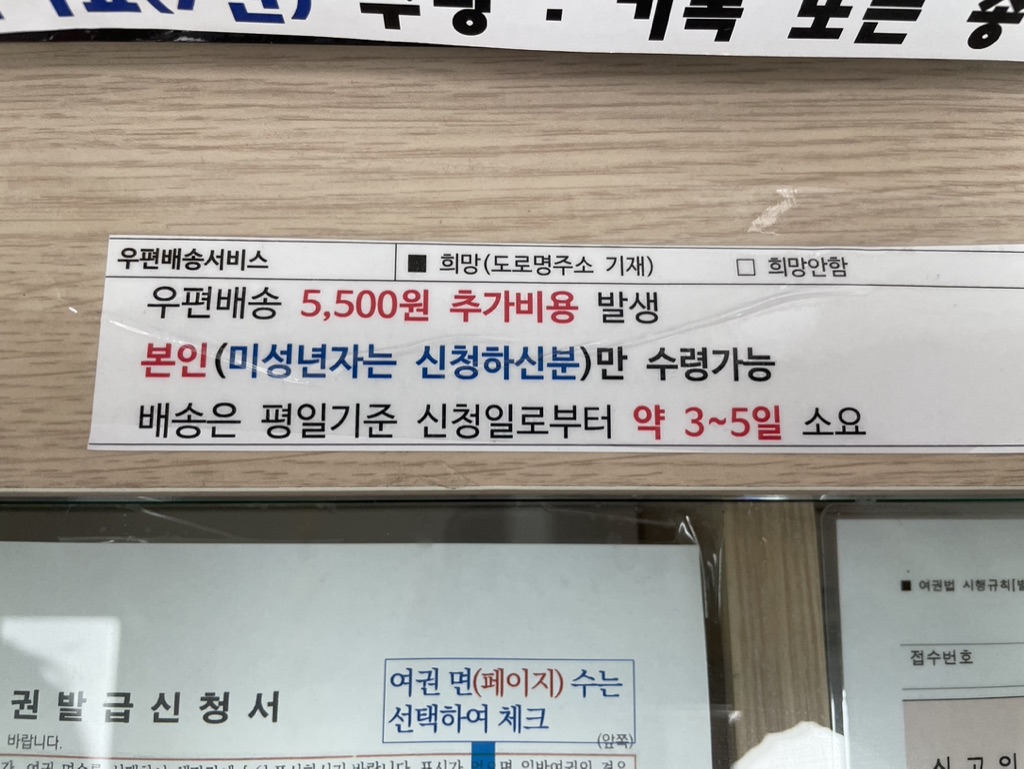 우편배송서비스 ■ 희망(도로명주소 기재) □ 희망안함
우편배송 5,500원 추가비용 발생
본인(미성년자는 신청하신분)만 수령가능
배송은 평일기준 신청일로부터 약 3~5일 소요
■ 여권법 시행규칙[별
접수번호
여권 면(페이지) 수는
선택하여 체크
권발급신청서
(앞쪽)
바랍니다.